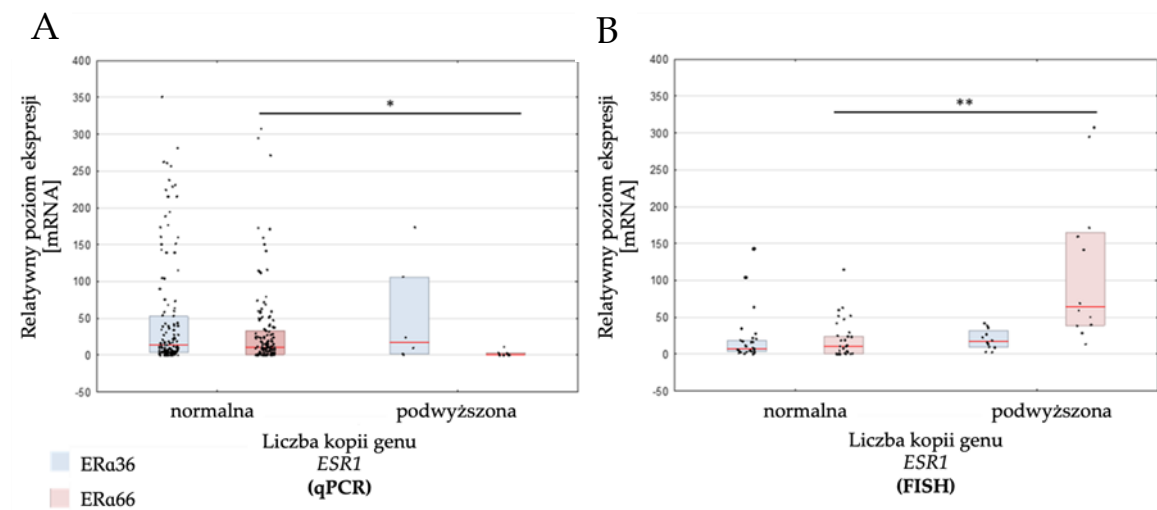 A
400
350
300
250
200
150
100
50
0
-50
Relatywny poziom ekspresji
[mRNA]
*
normalna
podwyższona
Liczba kopii genu
ESR1
(qPCR)
ERα36
ERα66
B
400
350
300
250
200
150
100
50
0
-50
Relatywny poziom ekspresji
[mRNA]
**
normalna
podwyższona
Liczba kopii genu
ESR1
(FISH)